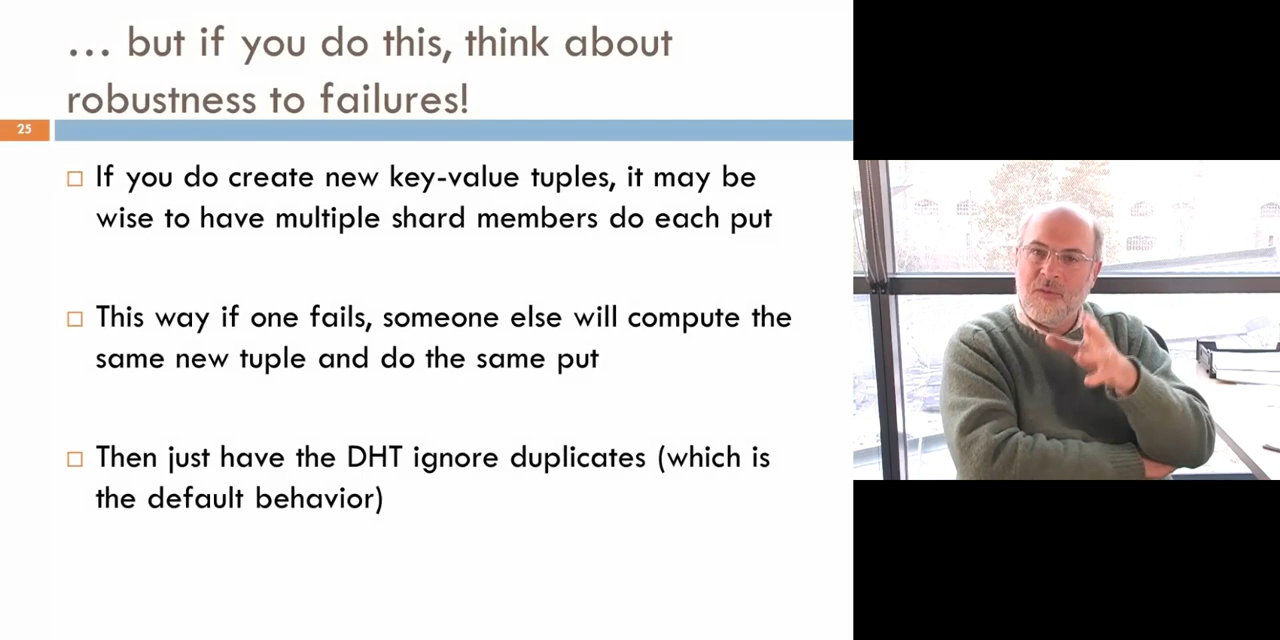 ... but if you do this, think about
robustness to failures!
25
If you do create new key-value tuples, it may be
wise to have multiple shard members do each put
This way if one fails, someone else will compute the
same new tuple and do the same put
Then just have the DHT ignore duplicates (which is
the default behavior)